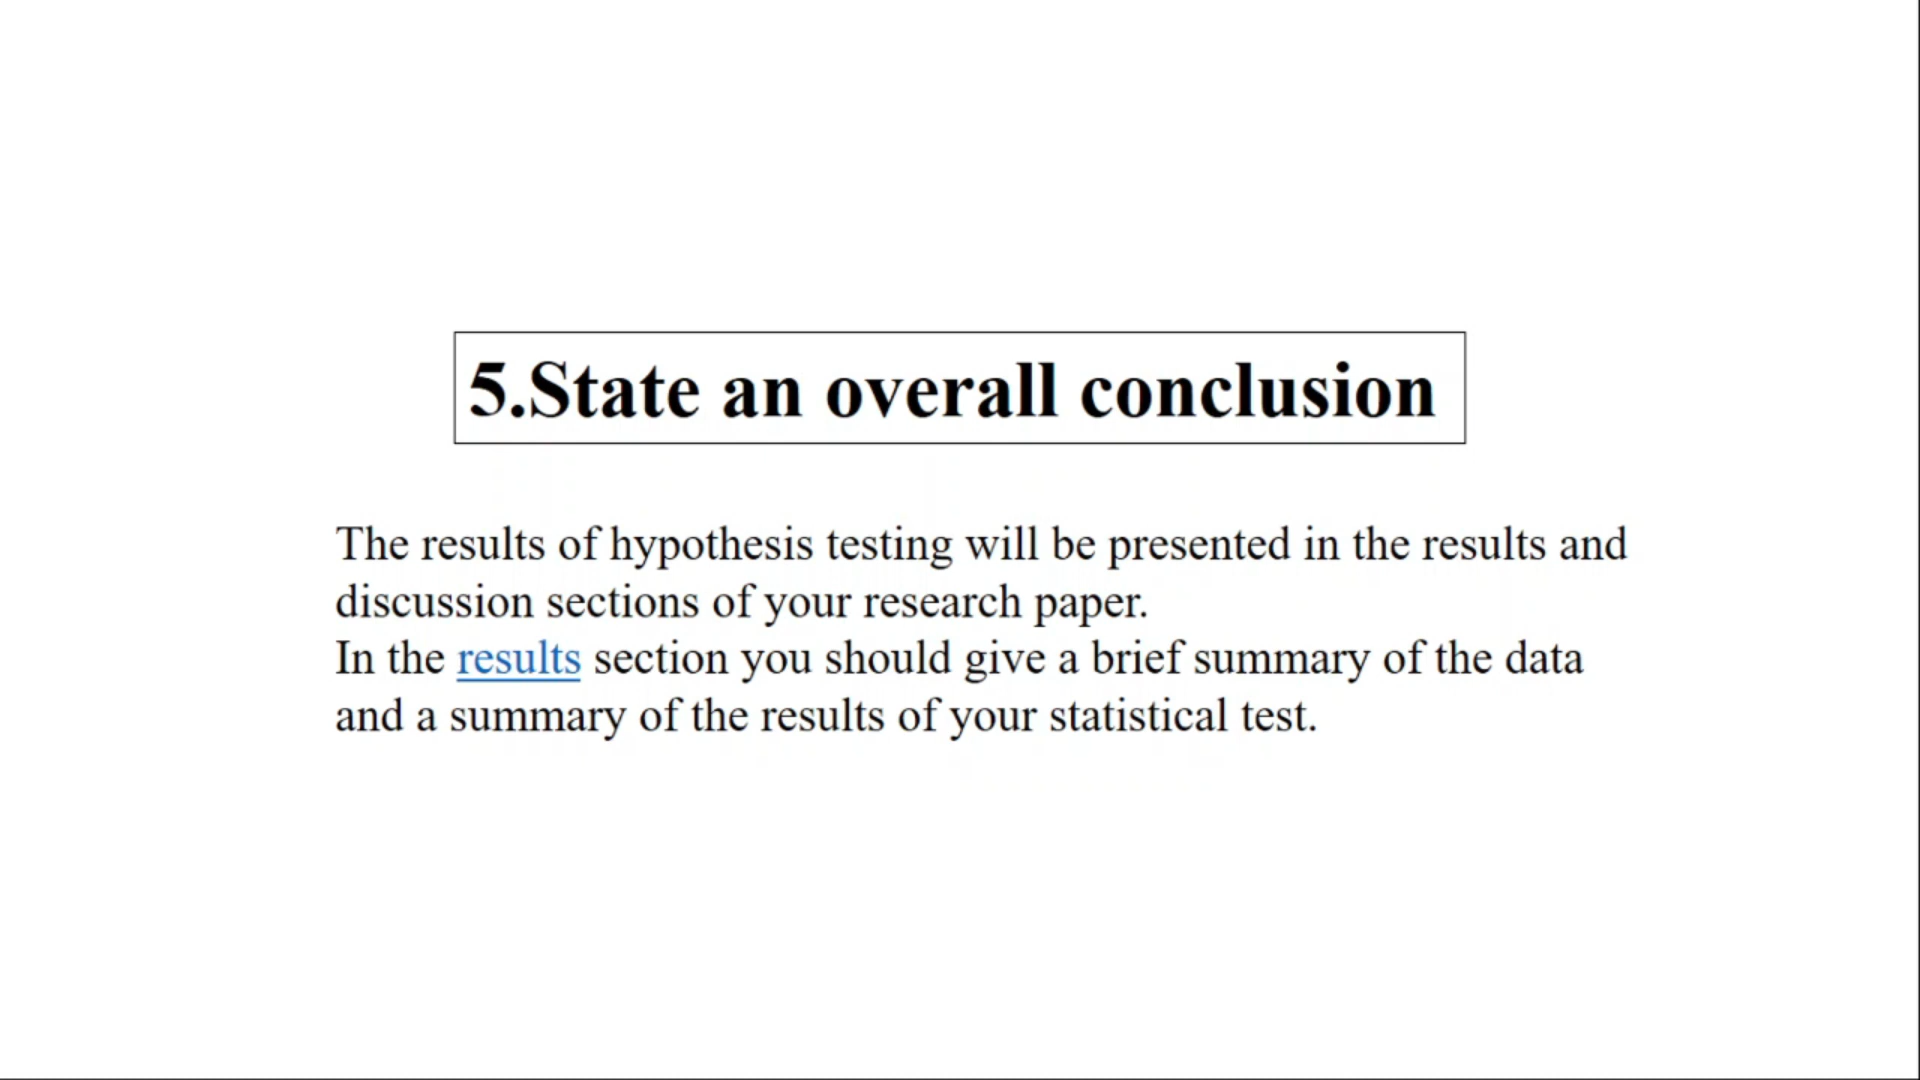 5.State an overall conclusion
The results of hypothesis testing will be presented in the results and
discussion sections of your research paper.
In the results section you should give a brief summary of the data
and a summary of the results of your statistical test.